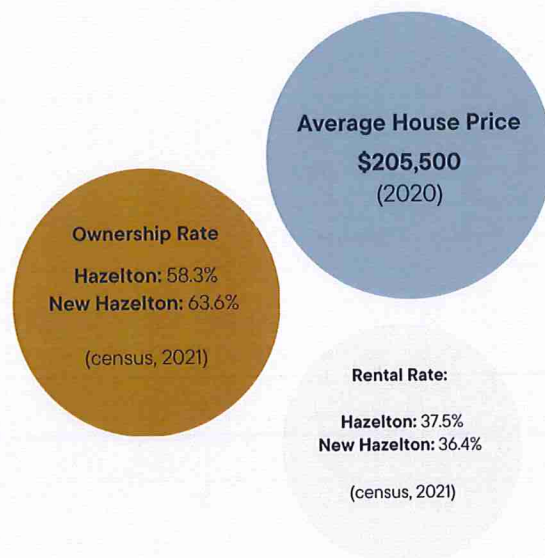 Average House Price
$205,500
(2020)
Ownership Rate
Hazelton: 58.3%
New Hazelton: 63.6%
(census, 2021)
Rental Rate:
Hazelton: 37.5%
New Hazelton: 36.4%
(census, 2021)